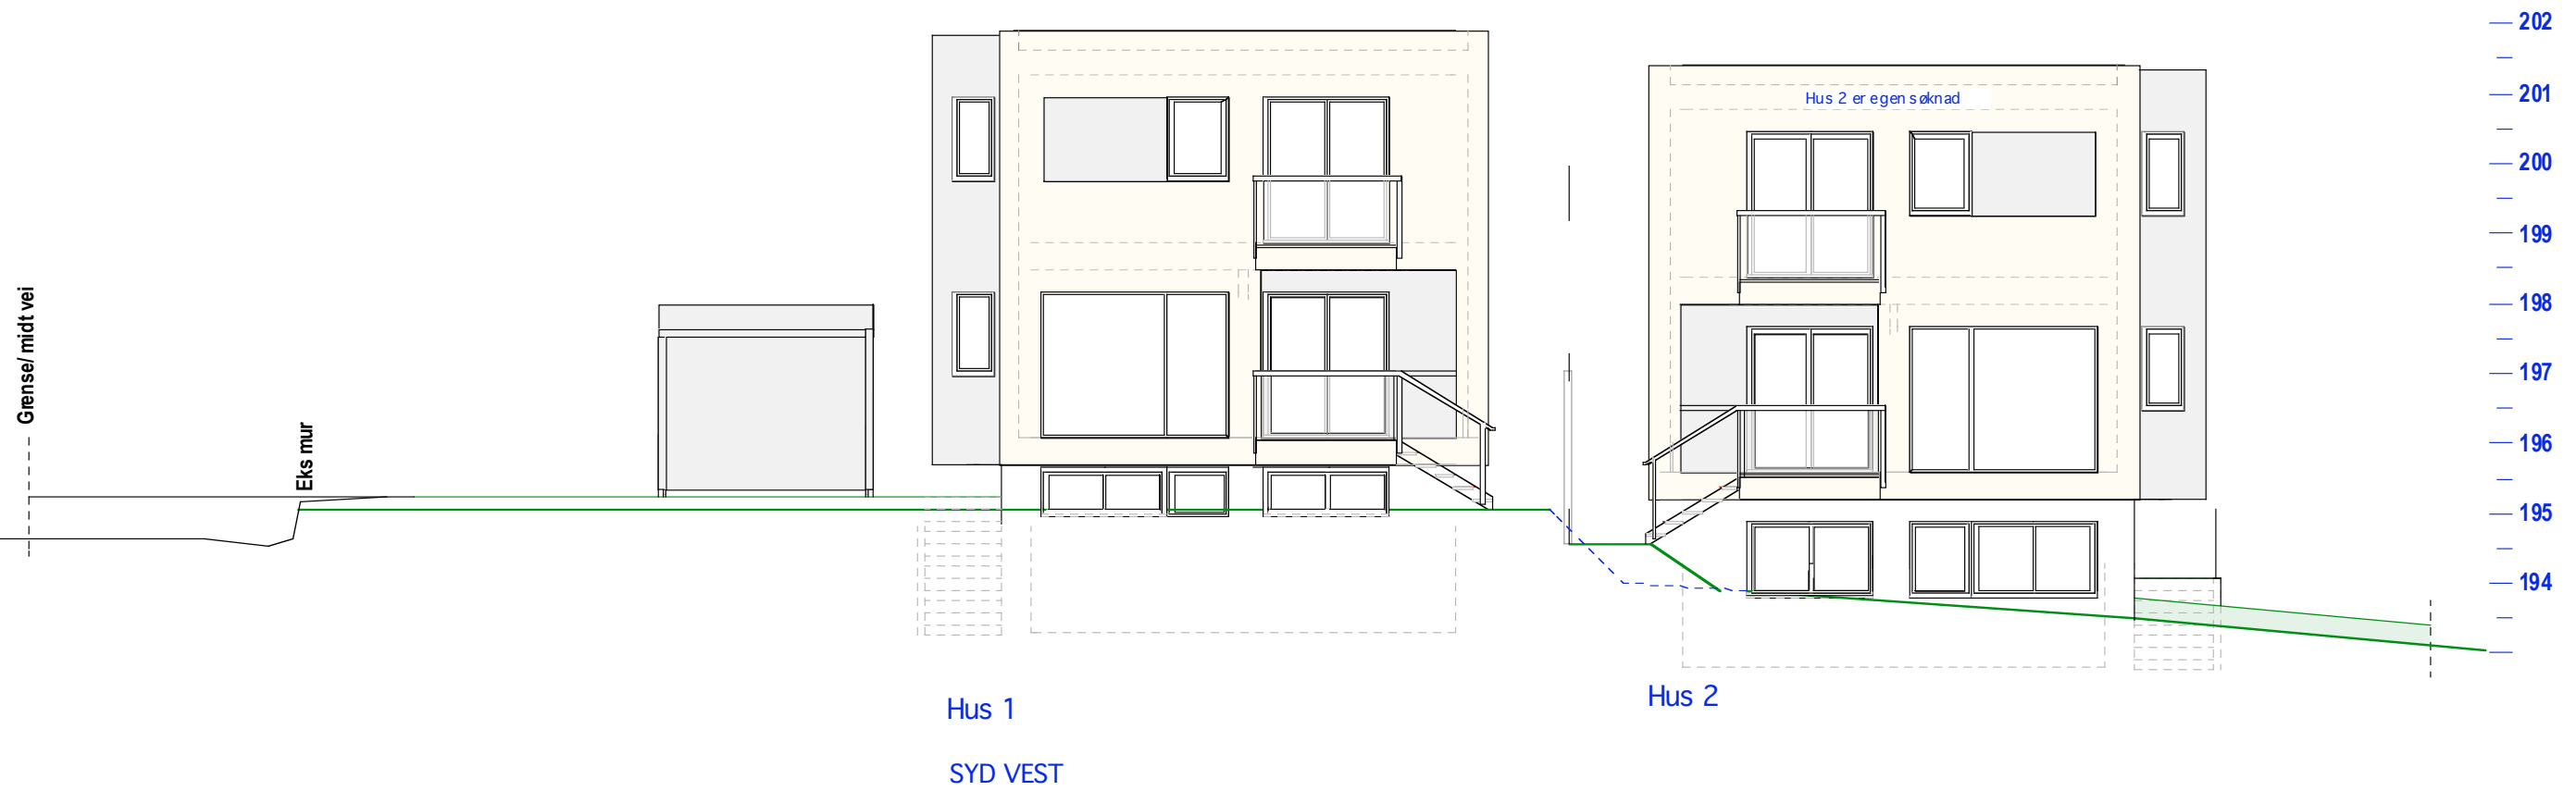 202
201
Hus 2 er egen søknad
200
199
198
197
196
195
194
Grense/ midt vei
Eks mur
Hus 1
Hus 2
SYD VEST